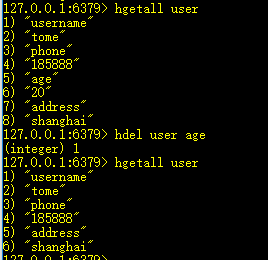 127.0.0.1:6379> hgetall user
1) "username"
2) "tome"
3) "phone"
4) "185888"
5) "age"
6) "20"
7) "address"
8) "shanghai"
127.0.0.1:6379> hdel user age
(integer) 1
127.0.0.1:6379> hgetall user
1) "username"
2) "tome"
3) "phone"
4) "185888"
5) "address"
6) "shanghai"
127.0.0.1:6379>